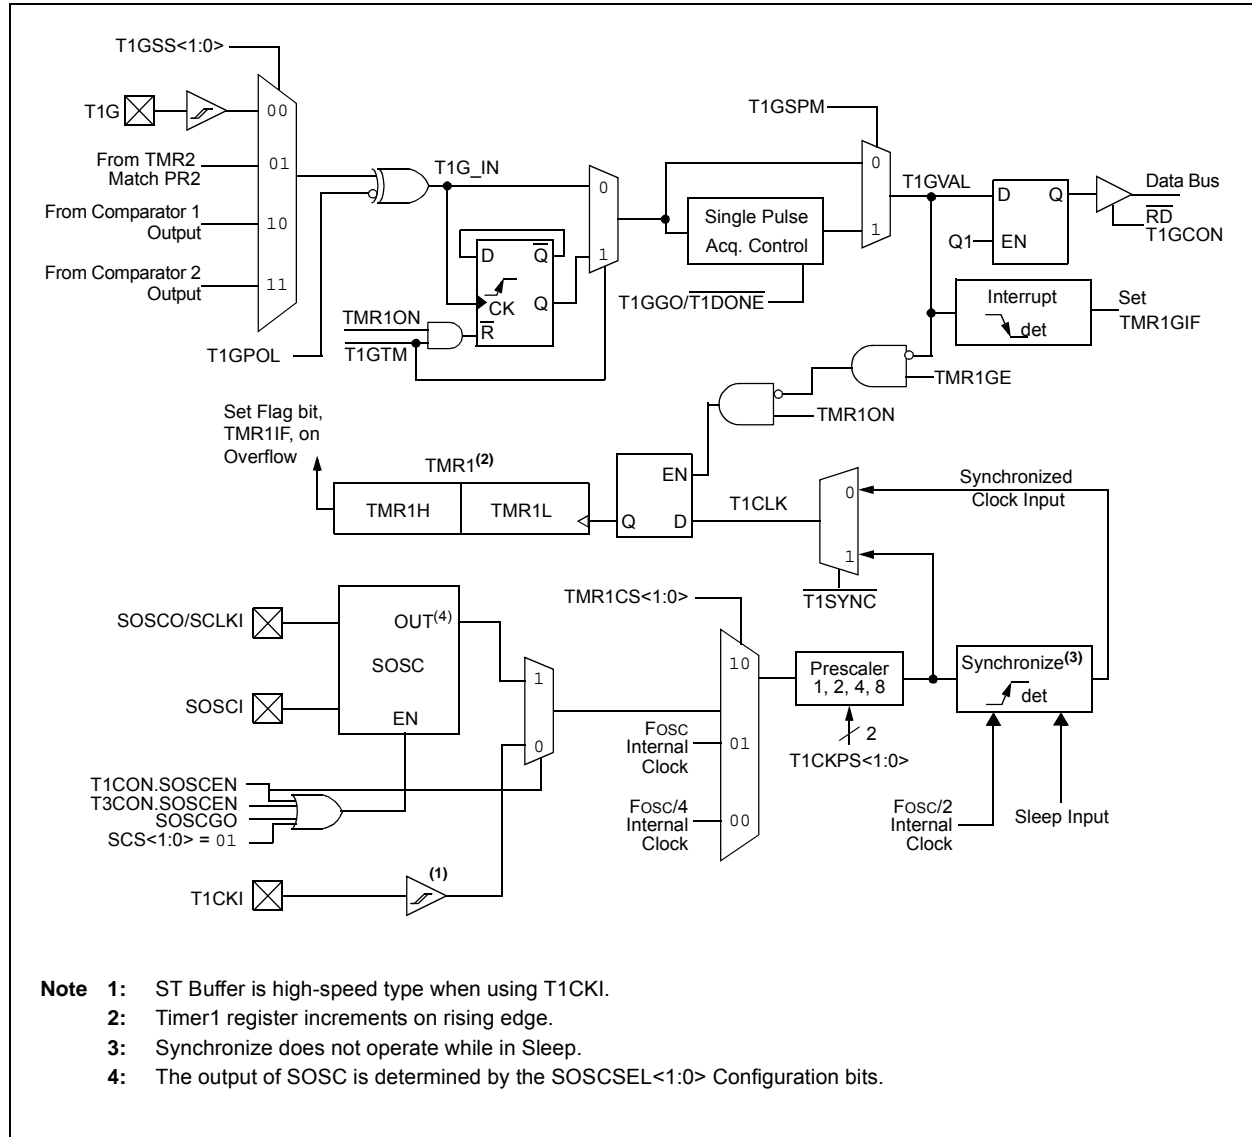 T1GSS<1:0>
T1G
00
From TMR2
Match PR2
01
From Comparator 1
Output
10
From Comparator 2
Output
11
T1GPOL
T1G_IN
0
1
D
Q
CK
Q
R
TMR1ON
T1GTM
T1GSPM
0
1
Single Pulse
Acq. Control
T1GGO/T1DONE
T1GVAL
D
Q
Q1
EN
Data Bus
RD
T1GCON
Interrupt
det
Set
TMR1GIF
TMR1GE
TMR1ON
Set Flag bit,
TMR1IF, on
Overflow
TMR1(2)
TMR1H
TMR1L
EN
Q
D
T1CLK
0
1
T1SYNC
Synchronized
Clock Input
SOSCO/SCLKI
OUT(4)
SOSC
SOSCI
EN
1
0
T1CON.SOSCEN
T3CON.SOSCEN
SOSCGO
SCS<1:0> = 01
T1CKI
(1)
TMR1CS<1:0>
10
FOSC
Internal
Clock
01
FOSC/4
Internal
Clock
00
Prescaler
1, 2, 4, 8
2
T1CKPS<1:0>
Synchronize(3)
det
FOSC/2
Internal
Clock
Sleep Input
Note 1: ST Buffer is high-speed type when using T1CKI.
2: Timer1 register increments on rising edge.
3: Synchronize does not operate while in Sleep.
4: The output of SOSC is determined by the SOSCSEL<1:0> Configuration bits.